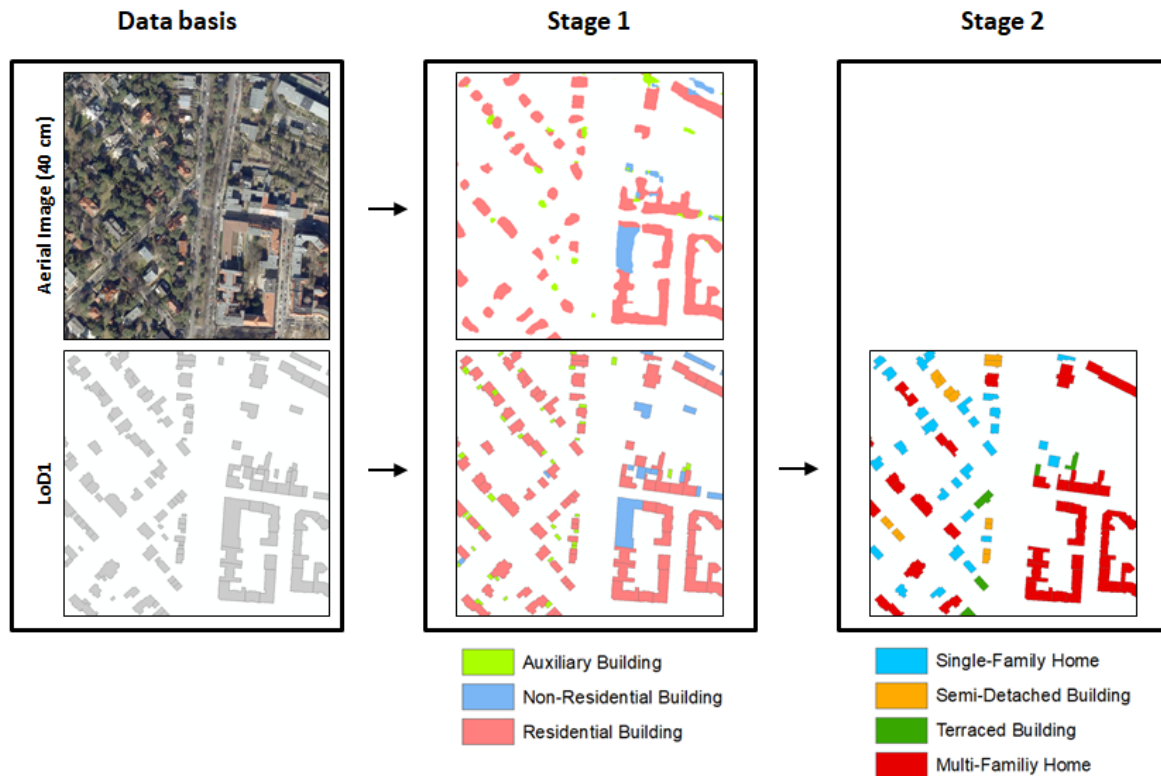 Data basis
Stage 1
Stage 2
Aerial Image (40 cm)
LoD1
Auxiliary Building
Non-Residential Building
Residential Building
Single-Family Home
Semi-Detached Building
Terraced Building
Multi-Familiy Home